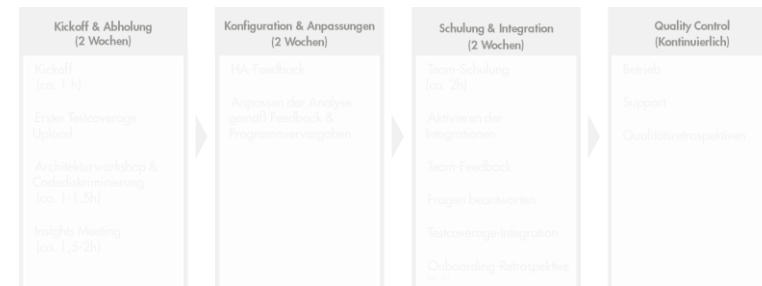 Kickoff & Abholung
(2 Wochen)
Kickoff
(ca. 1 h)
Erster Testcoverage
Upload
Architekturworkshop &
Codediskriminierung
(ca. 1-1,5h)
Insights Meeting
(ca. 1,5-2h)
Konfiguration & Anpassungen
(2 Wochen)
HA-Feedback
Anpassen der Analyse
gemäß Feedback &
Programmvorgaben
Schulung & Integration
(2 Wochen)
Team-Schulung
(ca. 2h)
Aktivieren der
Integrationen
Team-Feedback
Fragen beantworten
Testcoverage-Integration
Onboarding-Retrospektive
Quality Control
(Kontinuierlich)
Betrieb
Support
Qualitätsretrospektiven